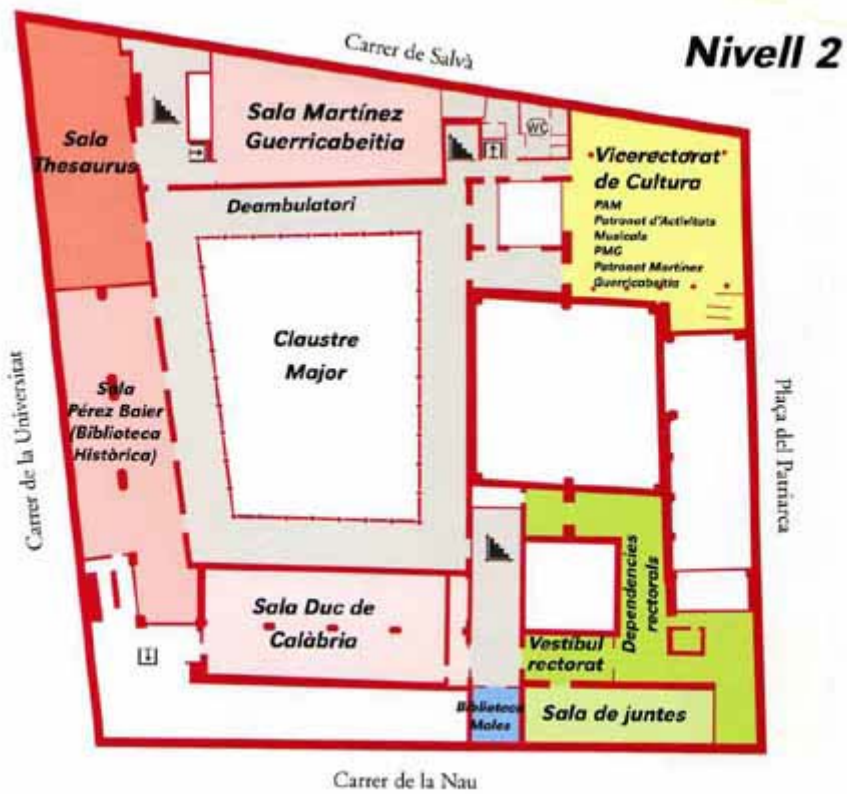 Nivell 2
Carrer de Salvà
Sala
Thesaurus
Sala Martínez
Guerricabeitia
WC
Vicerectorat
de Cultura
PAM
Patronat d'Activitats
Musicals
PMG
Patronat Martínez
Guerricabeitia
Deambulatori
Claustre
Major
Carrer de la Universitat
Sala
Pérez Baier
(Biblioteca
Històrica)
Plaça del Patriarca
Dependencies
rectorals
Sala Duc de
Calàbria
Vestíbul
rectorat
Biblioteca
Moles
Sala de juntes
Carrer de la Nau